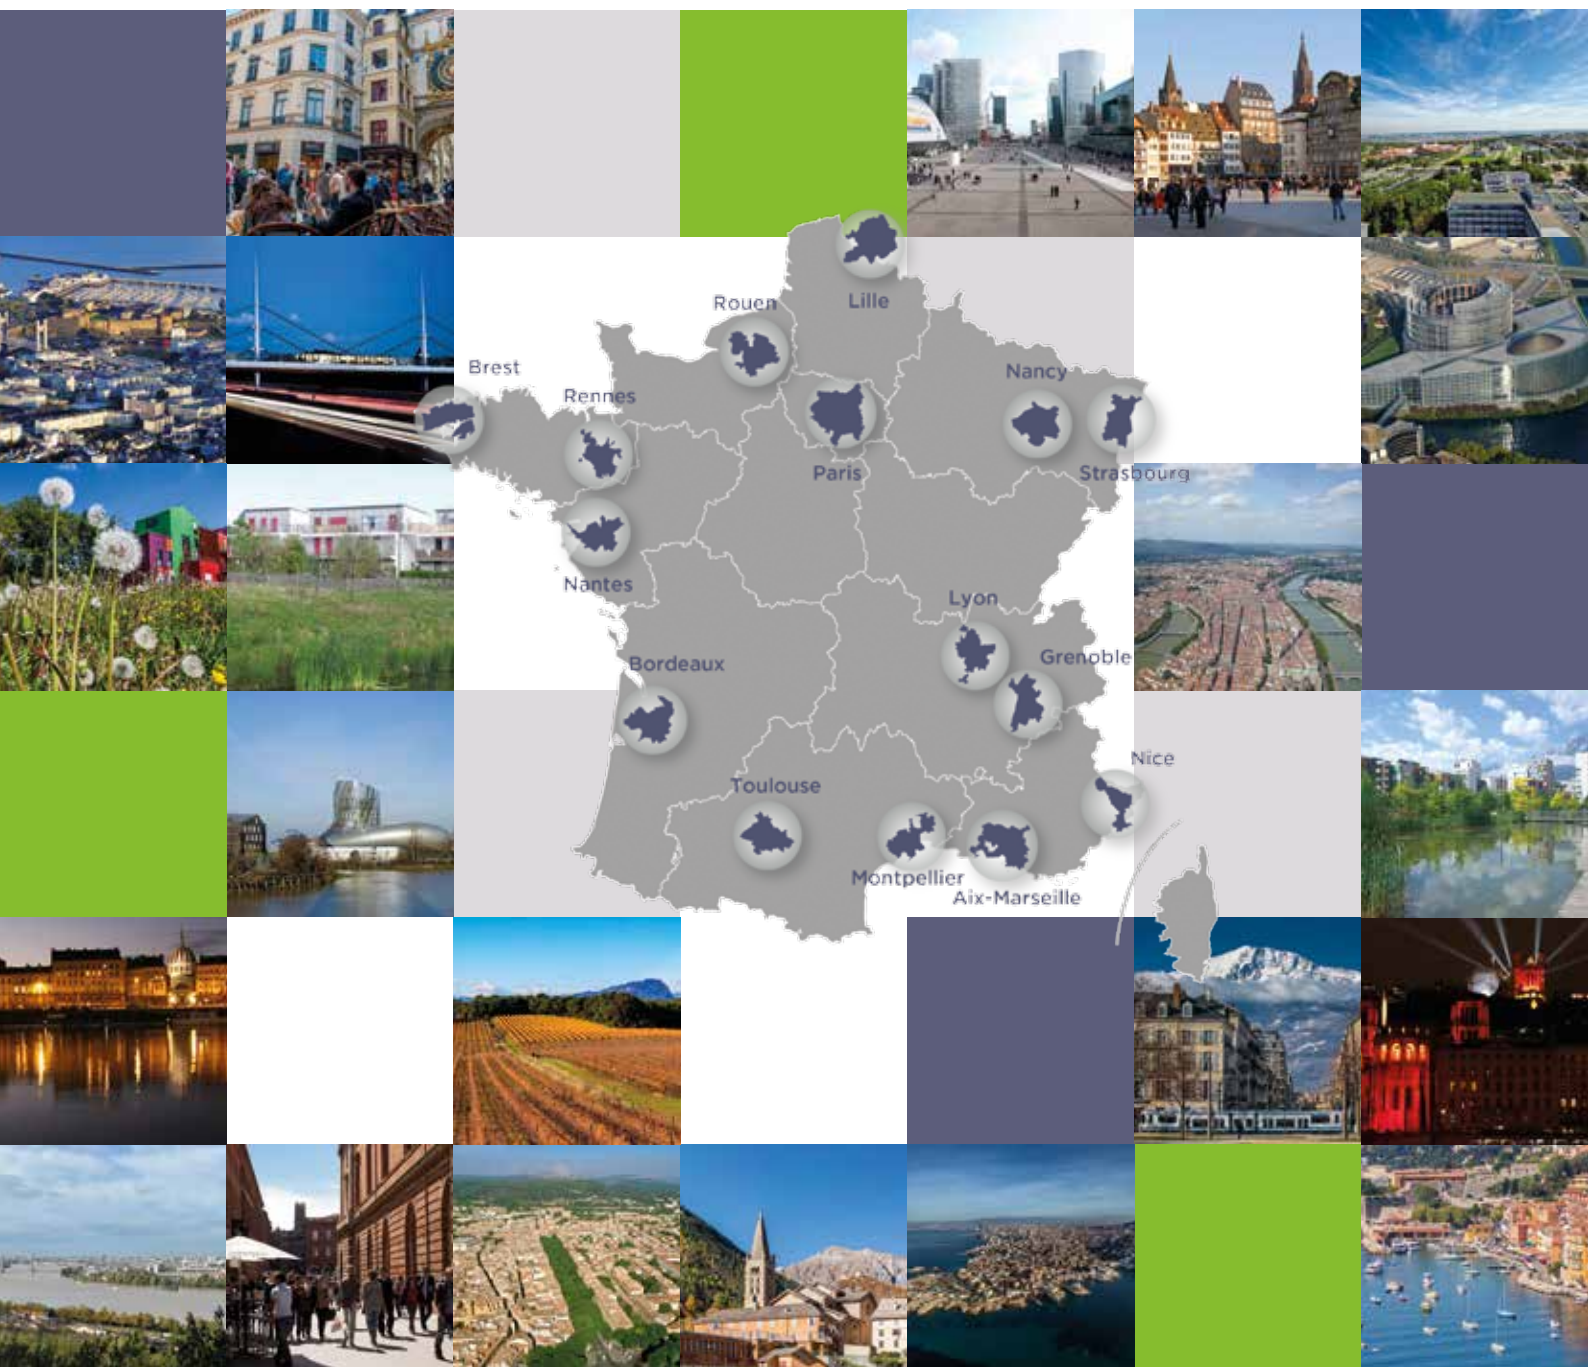 Lille
Rouen
Brest
Nancy
Rennes
Paris
Strasbourg
Nantes
Lyon
Grenoble
Bordeaux
Nice
Toulouse
Montpellier
Aix-Marseille